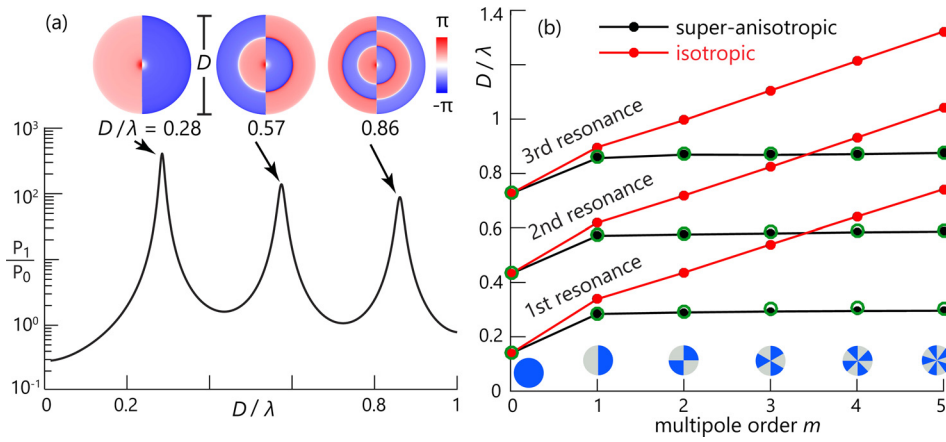 (a)
D
π
-π
D/λ = 0.28
0.57
0.86
10³
10²
10¹
10⁰
10⁻¹
P₁
P₀
0.2
0.4
0.6
0.8
1
D/λ
(b)
super-anisotropic
isotropic
3rd resonance
2nd resonance
1st resonance
1.4
1.2
1
0.8
0.6
0.4
0.2
0
D/λ
0
1
2
3
4
5
multipole order m